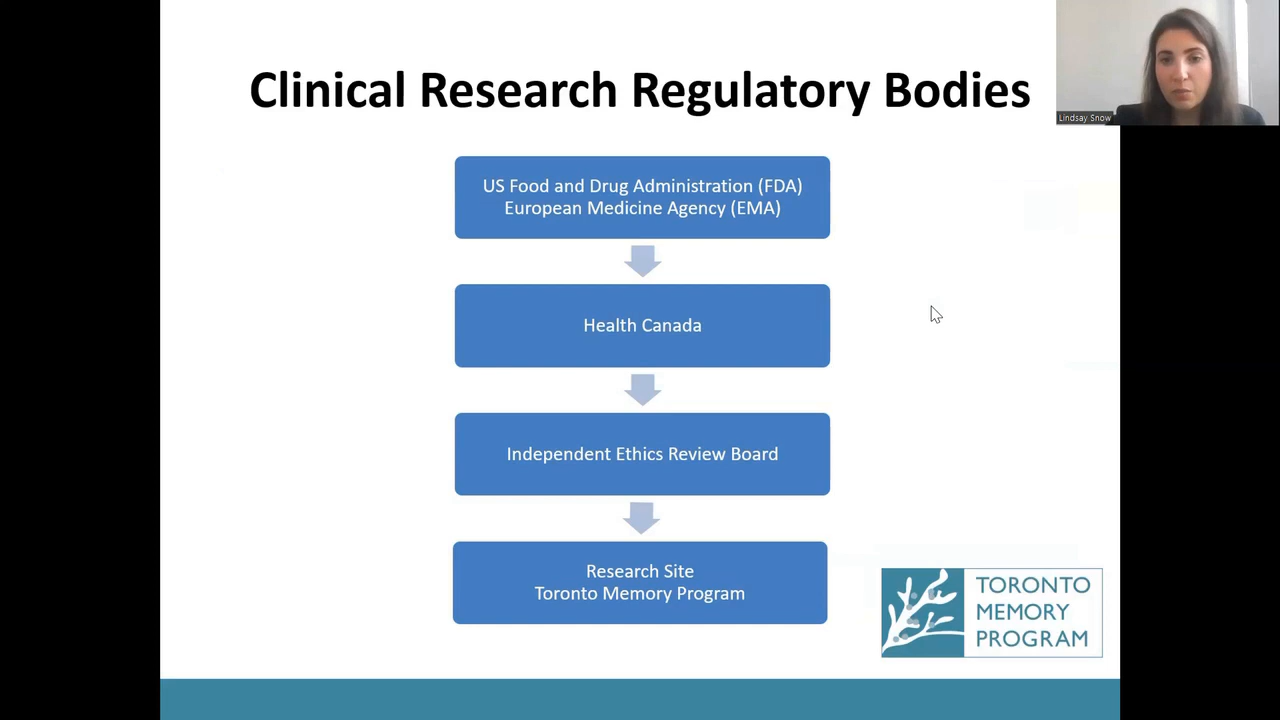 Clinical Research Regulatory Bodies
Lindsay Snow
US Food and Drug Administration (FDA)
European Medicine Agency (EMA)
Health Canada
Independent Ethics Review Board
Research Site
Toronto Memory Program
TORONTO
MEMORY
PROGRAM